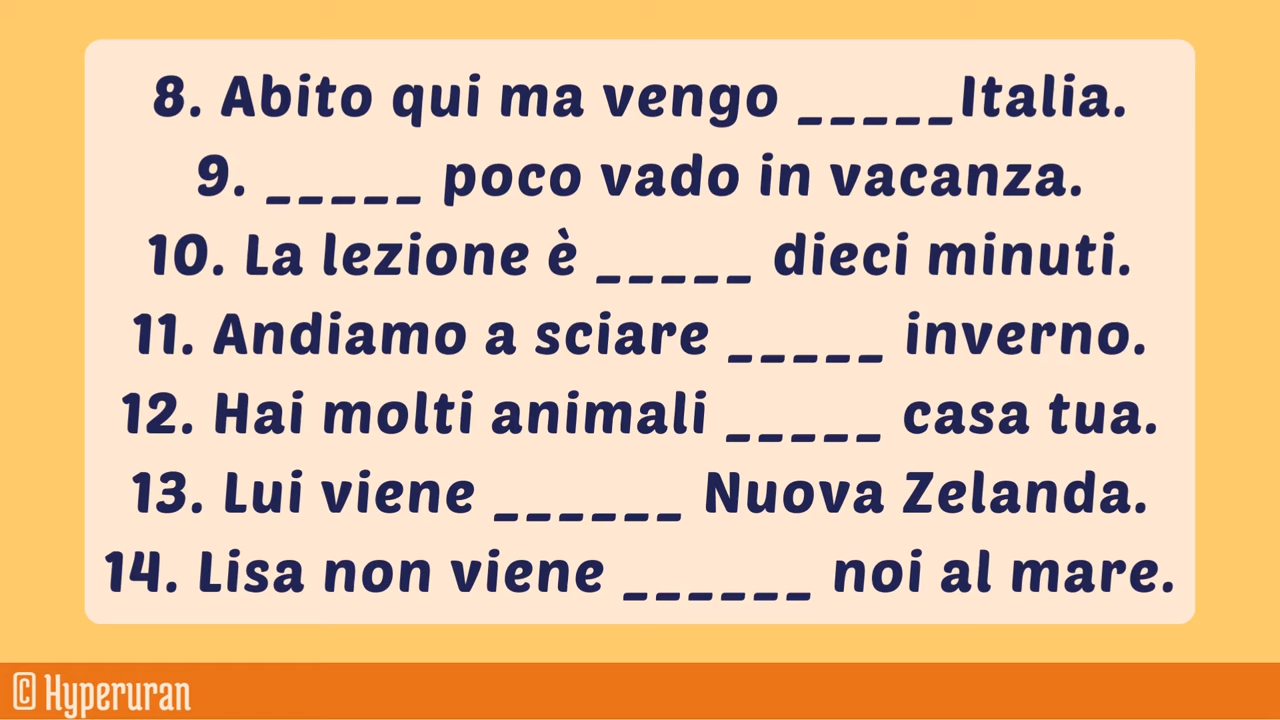 8. Abito qui ma vengo _____Italia.
9. _____ poco vado in vacanza.
10. La lezione è _____ dieci minuti.
11. Andiamo a sciare _____ inverno.
12. Hai molti animali _____ casa tua.
13. Lui viene ______ Nuova Zelanda.
14. Lisa non viene ______ noi al mare.
© Hyperuran